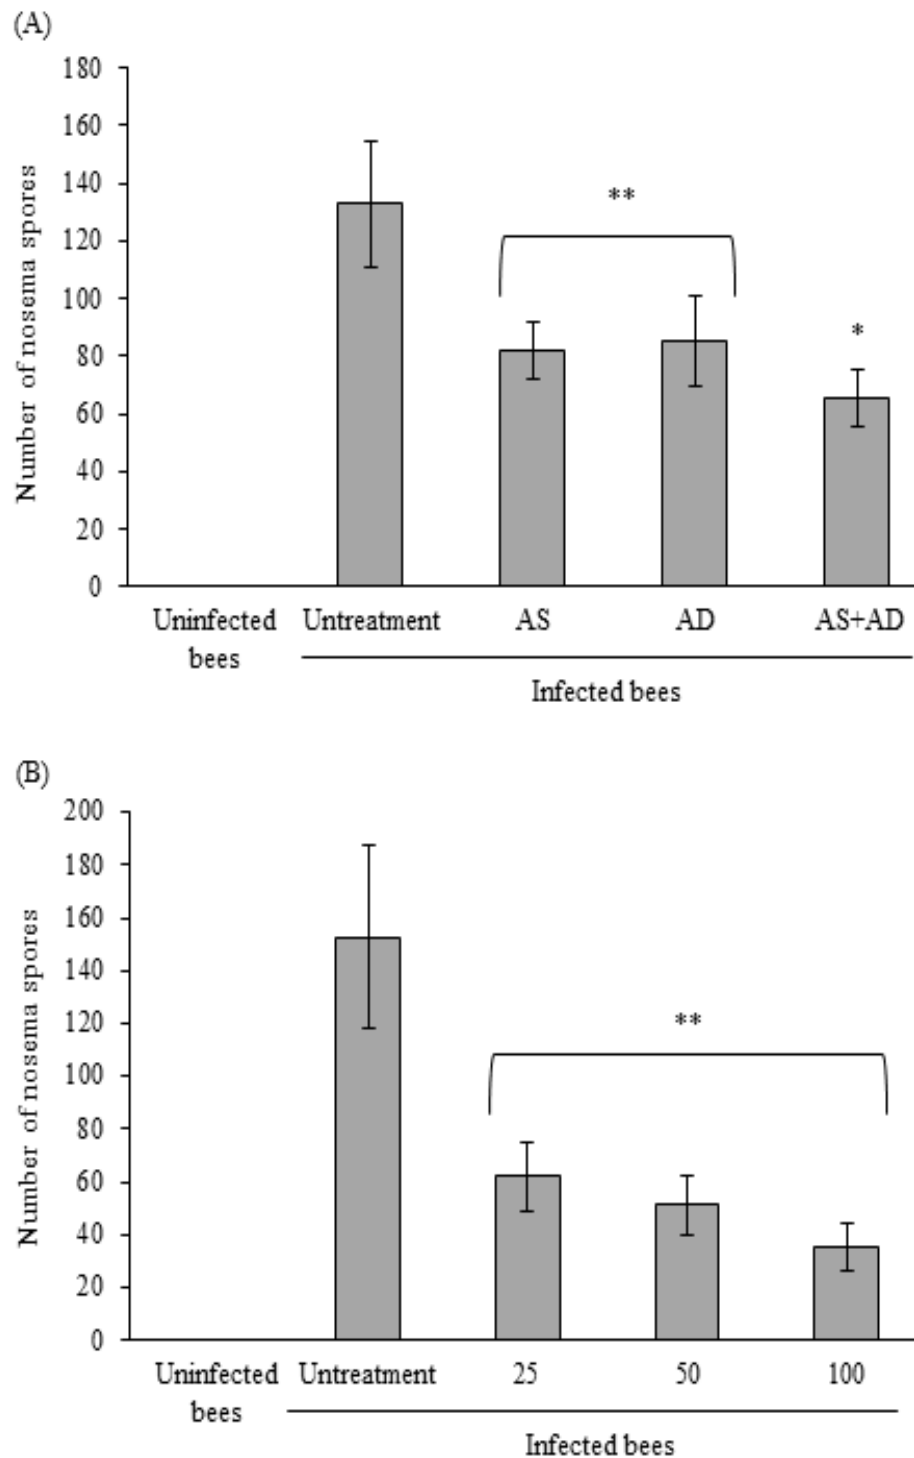 (A)
Number of nosema spores
180
160
140
120
100
80
60
40
20
0
**
*
Uninfected bees
Untreatment
AS
AD
AS+AD
Infected bees
(B)
Number of nosema spores
200
180
160
140
120
100
80
60
40
20
0
**
Uninfected bees
Untreatment
25
50
100
Infected bees